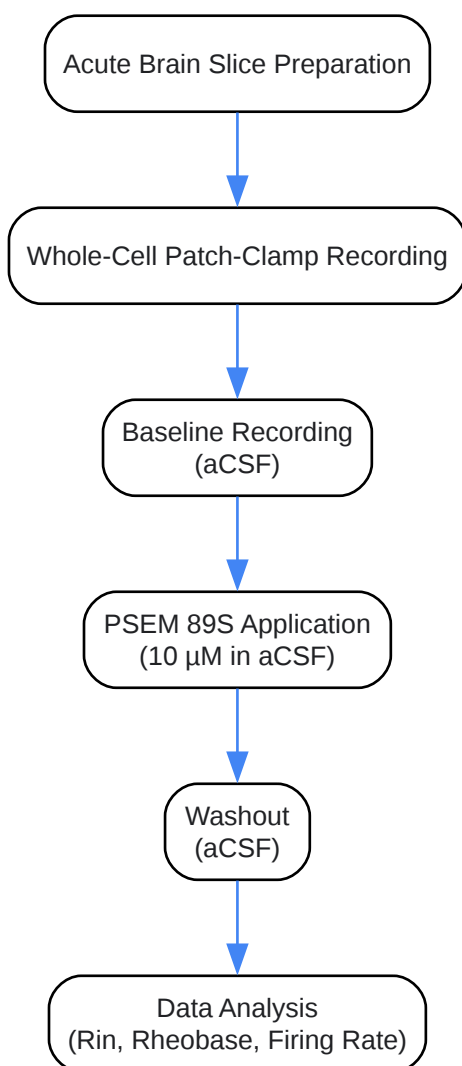 Acute Brain Slice Preparation
Whole-Cell Patch-Clamp Recording
Baseline Recording
(aCSF)
PSEM 89S Application
(10 µM in aCSF)
Washout
(aCSF)
Data Analysis
(Rin, Rheobase, Firing Rate)